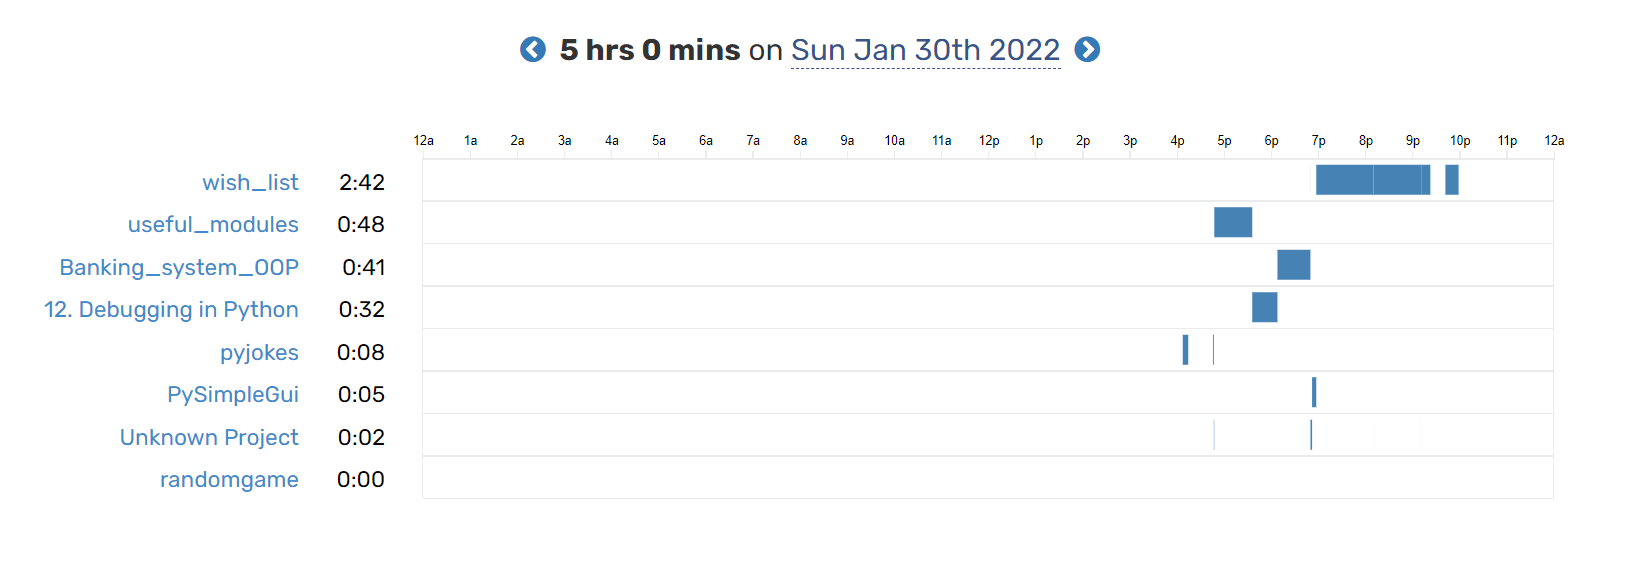 5 hrs 0 mins on Sun Jan 30th 2022
12a 1a 2a 3a 4a 5a 6a 7a 8a 9a 10a 11a 12p 1p 2p 3p 4p 5p 6p 7p 8p 9p 10p 11p 12a
wish_list 2:42
useful_modules 0:48
Banking_system_OOP 0:41
12. Debugging in Python 0:32
pyjokes 0:08
PySimpleGui 0:05
Unknown Project 0:02
randomgame 0:00